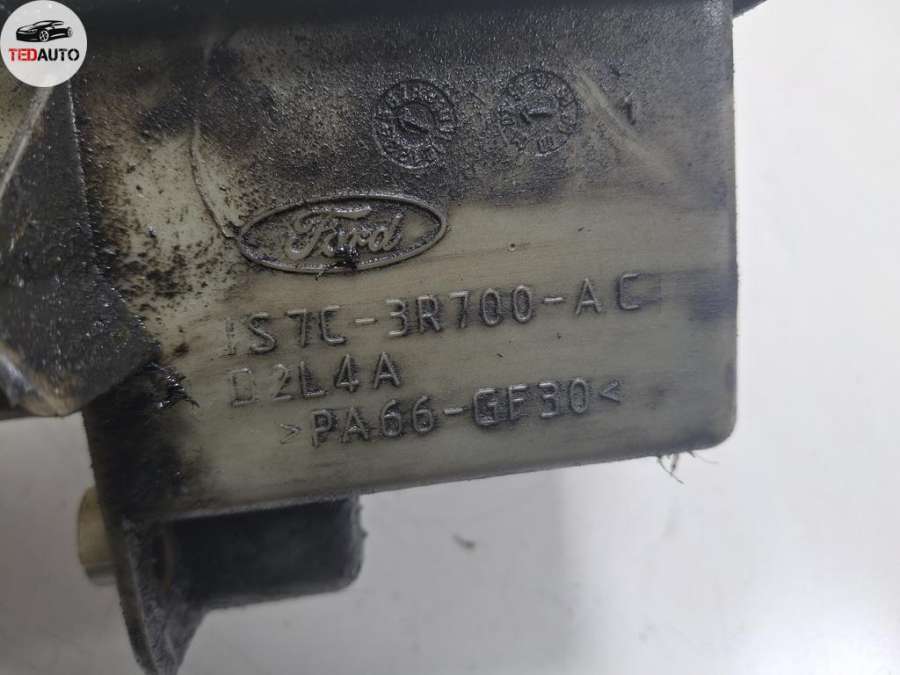 TEDAUTO
Ford
1S7C-3R700-AC
D2L4A
>PA66-GF30<